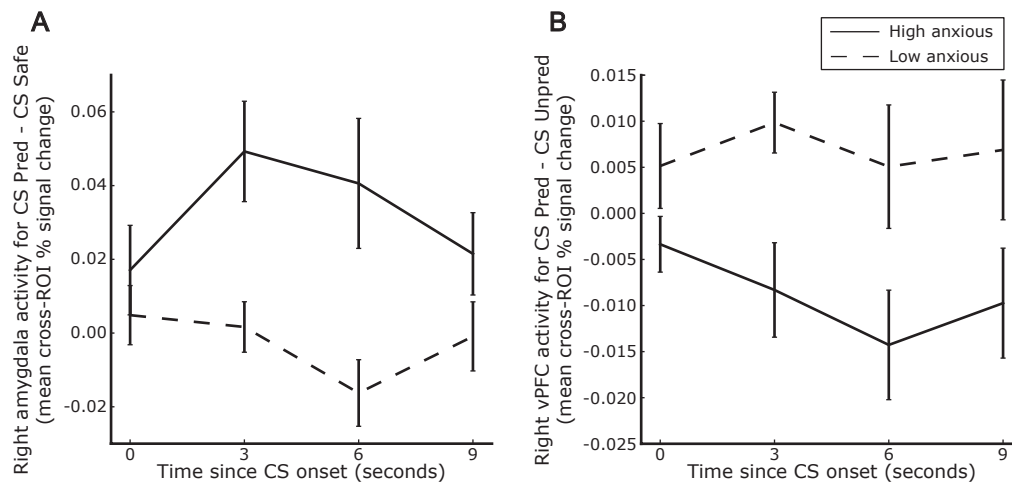 A
Right amygdala activity for CS Pred - CS Safe
(mean cross-ROI % signal change)
0.06
0.04
0.02
0.00
-0.02
0
3
6
9
Time since CS onset (seconds)
B
High anxious
Low anxious
Right vPFC activity for CS Pred - CS Unpred
(mean cross-ROI % signal change)
0.015
0.010
0.005
0.000
-0.005
-0.010
-0.015
-0.020
-0.025
0
3
6
9
Time since CS onset (seconds)